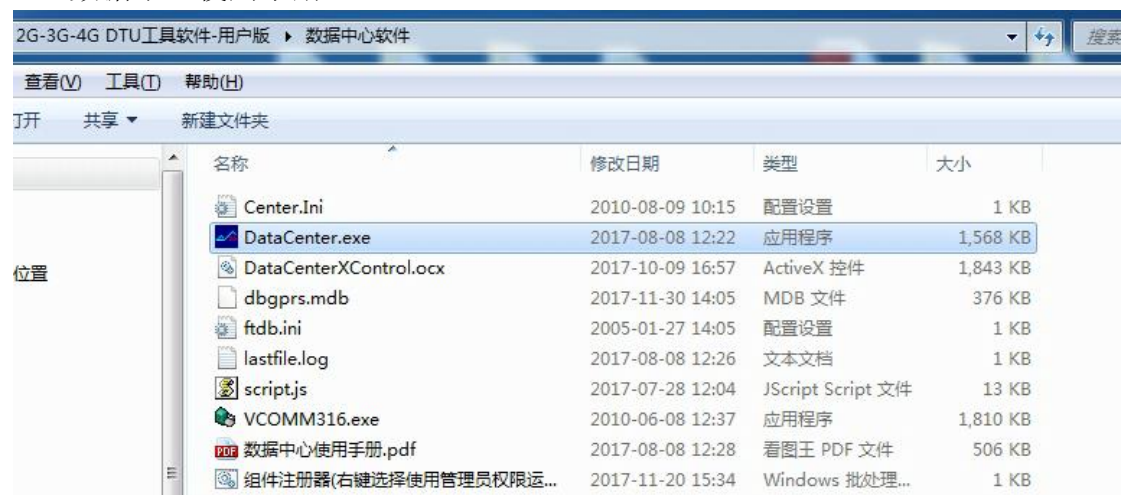 2G-3G-4G DTU工具软件-用户版 ▸ 数据中心软件 搜索
查看(V) 工具(T) 帮助(H)
打开 共享 新建文件夹
名称 修改日期 类型 大小
Center.Ini 2010-08-09 10:15 配置设置 1 KB
DataCenter.exe 2017-08-08 12:22 应用程序 1,568 KB
DataCenterXControl.ocx 2017-10-09 16:57 ActiveX 控件 1,843 KB
位置
dbgprs.mdb 2017-11-30 14:05 MDB 文件 376 KB
ftdb.ini 2005-01-27 14:05 配置设置 1 KB
lastfile.log 2017-08-08 12:26 文本文档 1 KB
script.js 2017-07-28 12:04 JScript Script 文件 13 KB
VCOMM316.exe 2010-06-08 12:37 应用程序 1,810 KB
数据中心使用手册.pdf 2017-08-08 12:28 看图王 PDF 文件 506 KB
组件注册器(右键选择使用管理员权限运... 2017-11-20 15:34 Windows 批处理... 1 KB